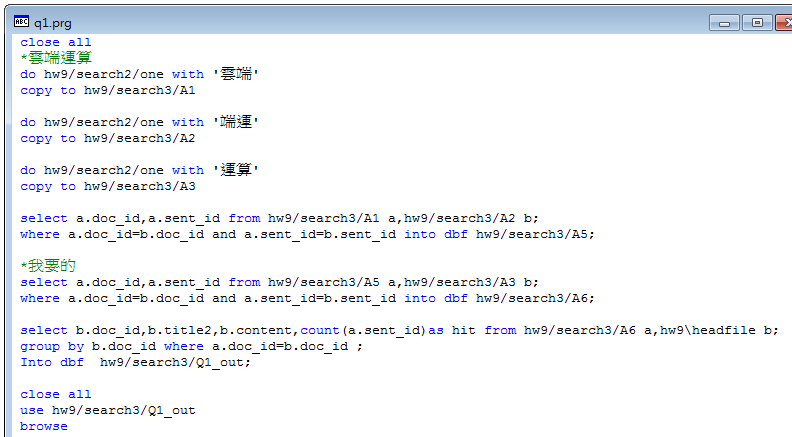 ABC q1.prg
close all
*雲端運算
do hw9/search2/one with '雲端'
copy to hw9/search3/A1
do hw9/search2/one with '端運'
copy to hw9/search3/A2
do hw9/search2/one with '運算'
copy to hw9/search3/A3
select a.doc_id,a.sent_id from hw9/search3/A1 a,hw9/search3/A2 b;
where a.doc_id=b.doc_id and a.sent_id=b.sent_id into dbf hw9/search3/A5;
*我要的
select a.doc_id,a.sent_id from hw9/search3/A5 a,hw9/search3/A3 b;
where a.doc_id=b.doc_id and a.sent_id=b.sent_id into dbf hw9/search3/A6;
select b.doc_id,b.title2,b.content,count(a.sent_id)as hit from hw9/search3/A6 a,hw9\headfile b;
group by b.doc_id where a.doc_id=b.doc_id ;
Into dbf  hw9/search3/Q1_out;
close all
use hw9/search3/Q1_out
browse